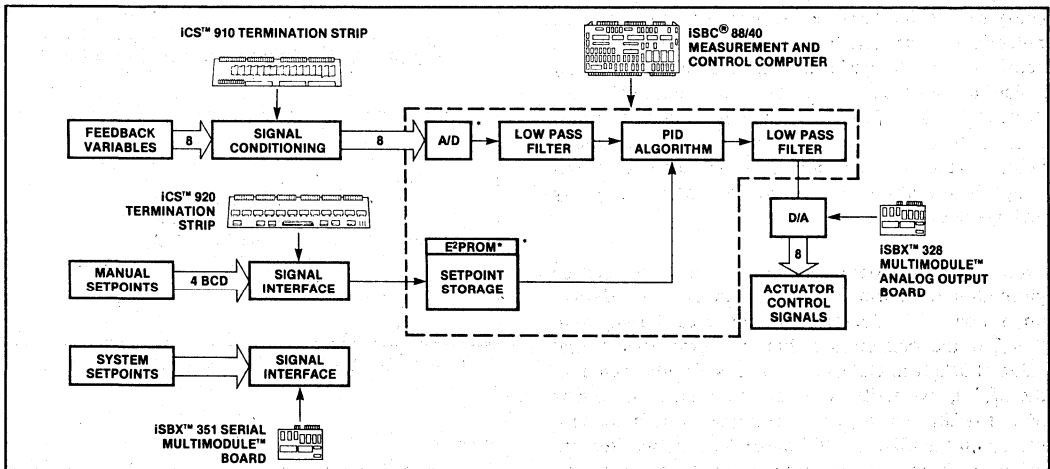 iCS™ 910 TERMINATION STRIP
iSBC® 88/40
MEASUREMENT AND
CONTROL COMPUTER
FEEDBACK
VARIABLES
8
SIGNAL
CONDITIONING
8
A/D
*
LOW PASS
FILTER
PID
ALGORITHM
LOW PASS
FILTER
iCS™ 920
TERMINATION
STRIP
D/A
iSBX™ 328
MULTIMODULE™
ANALOG OUTPUT
BOARD
8
ACTUATOR
CONTROL
SIGNALS
MANUAL
SETPOINTS
4 BCD
SIGNAL
INTERFACE
E²PROM*
SETPOINT
STORAGE
SYSTEM
SETPOINTS
SIGNAL
INTERFACE
iSBX™ 351 SERIAL
MULTIMODULE™
BOARD